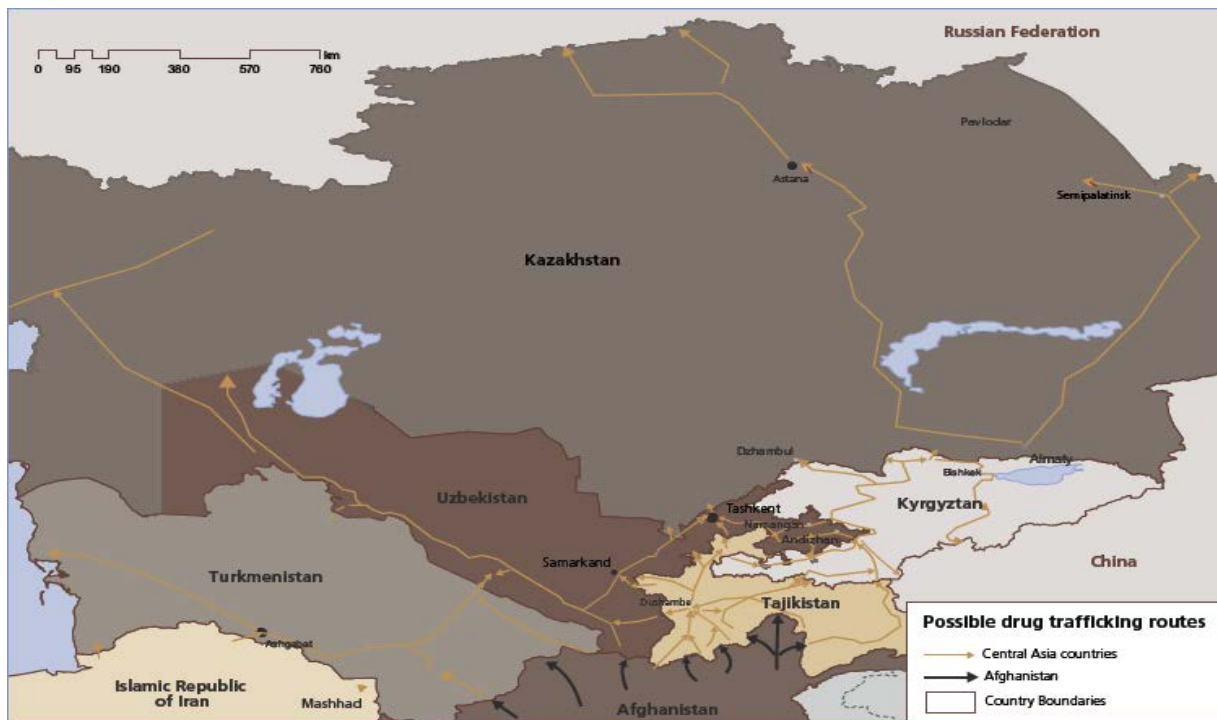 Russian Federation
km
0 95 190 380 570 760
Pavlodar
Astana
Semipalatinsk
Kazakhstan
Dzhambul
Almaty
Bishkek
Uzbekistan
Tashkent
Kyrgyztan
Namangan
Andizhan
Samarkand
China
Turkmenistan
Dushambe
Tajikistan
Ashgabat
Islamic Republic
of Iran
Mashhad
Afghanistan
Possible drug trafficking routes
Central Asia countries
Afghanistan
Country Boundaries